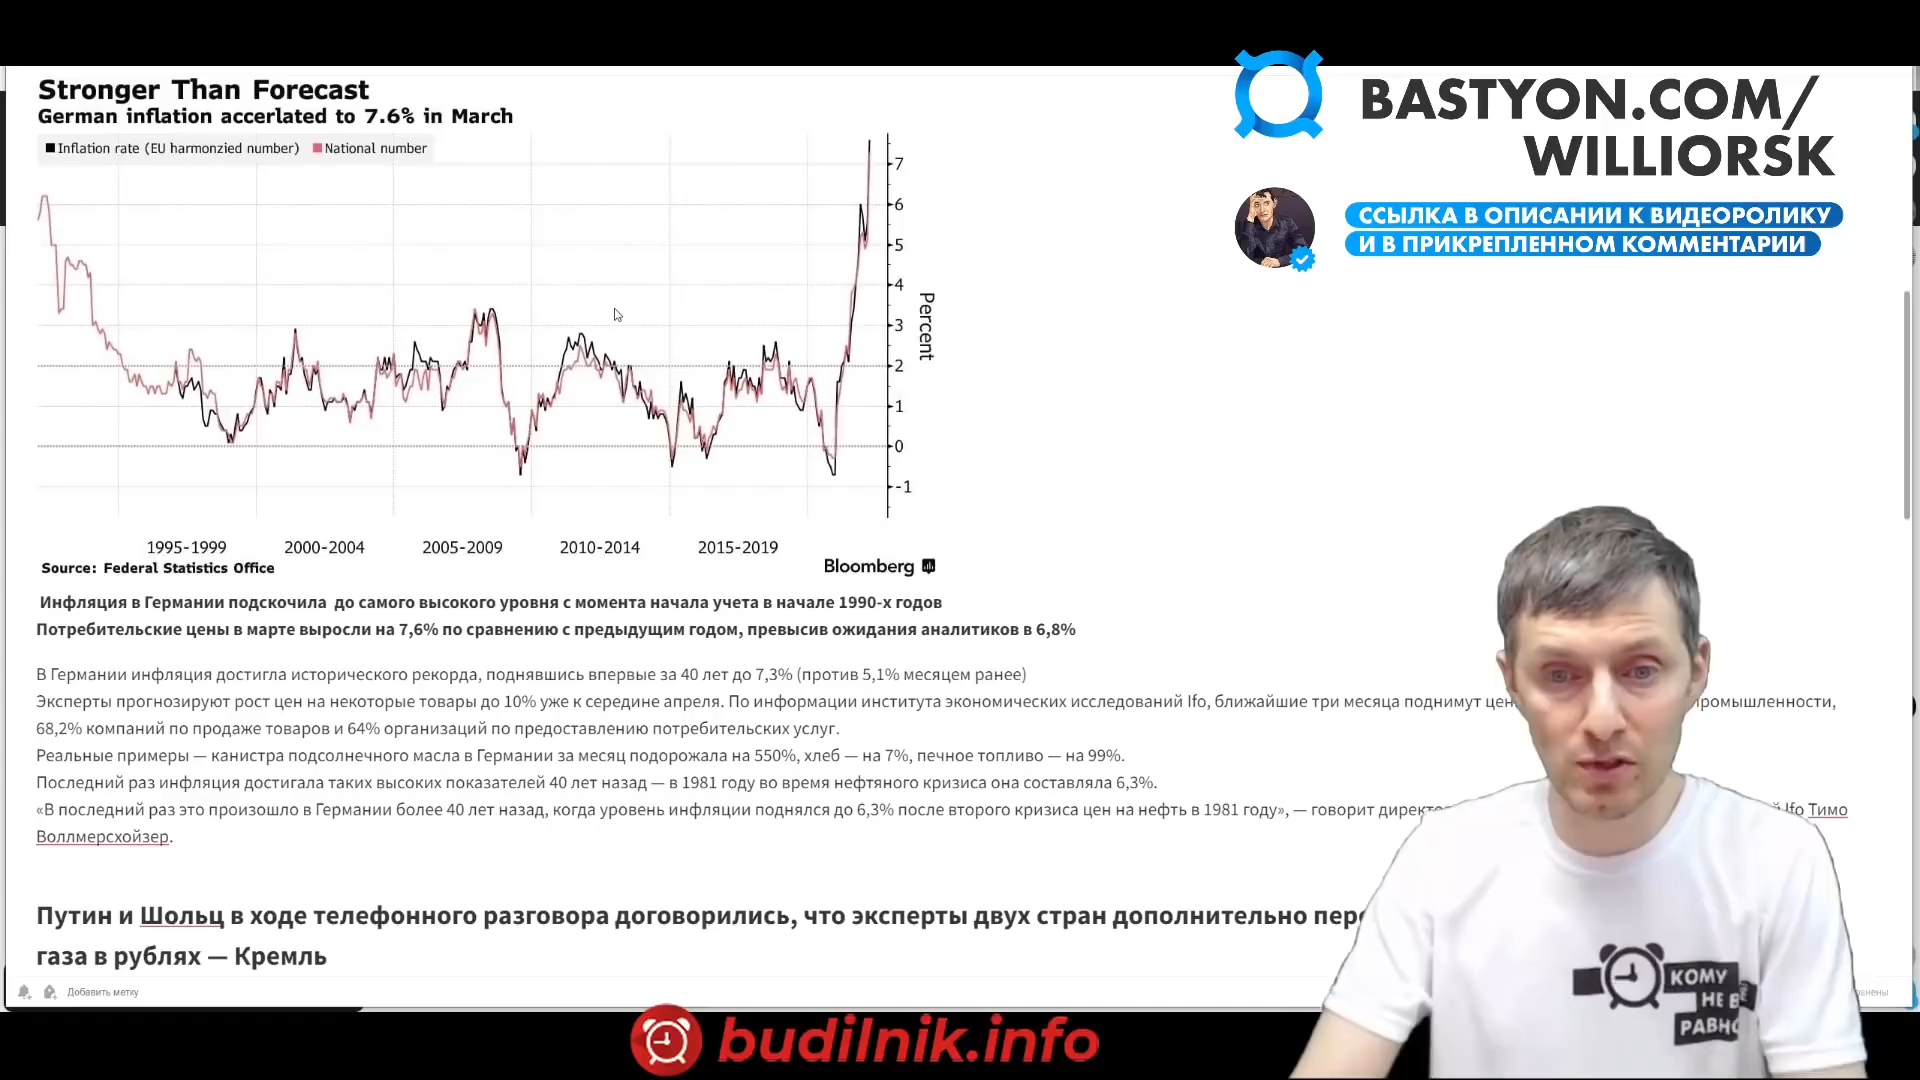 Stronger Than Forecast
German inflation accerlated to 7.6% in March
Inflation rate (EU harmonzied number) National number
7
6
5
4
3
2
1
0
-1
Percent
1995-1999 2000-2004 2005-2009 2010-2014 2015-2019
Source: Federal Statistics Office
Bloomberg
BASTYON.COM/
WILLIORSK
ССЫЛКА В ОПИСАНИИ К ВИДЕОРОЛИКУ
И В ПРИКРЕПЛЕННОМ КОММЕНТАРИИ
Инфляция в Германии подскочила до самого высокого уровня с момента начала учета в начале 1990-х годов
Потребительские цены в марте выросли на 7,6% по сравнению с предыдущим годом, превысив ожидания аналитиков в 6,8%
В Германии инфляция достигла исторического рекорда, поднявшись впервые за 40 лет до 7,3% (против 5,1% месяцем ранее)
Эксперты прогнозируют рост цен на некоторые товары до 10% уже к середине апреля. По информации института экономических исследований Ifo, ближайшие три месяца поднимут цен промышленности,
68,2% компаний по продаже товаров и 64% организаций по предоставлению потребительских услуг.
Реальные примеры — канистра подсолнечного масла в Германии за месяц подорожала на 550%, хлеб — на 7%, печное топливо — на 99%.
Последний раз инфляция достигала таких высоких показателей 40 лет назад — в 1981 году во время нефтяного кризиса она составляла 6,3%.
«В последний раз это произошло в Германии более 40 лет назад, когда уровень инфляции поднялся до 6,3% после второго кризиса цен на нефть в 1981 году», — говорит директо Ifo Тимо
Воллмерсхойзер.
Путин и Шольц в ходе телефонного разговора договорились, что эксперты двух стран дополнительно пер
газа в рублях — Кремль
Добавить метку
КОМУ
НЕ В
РАВНО
budilnik.info